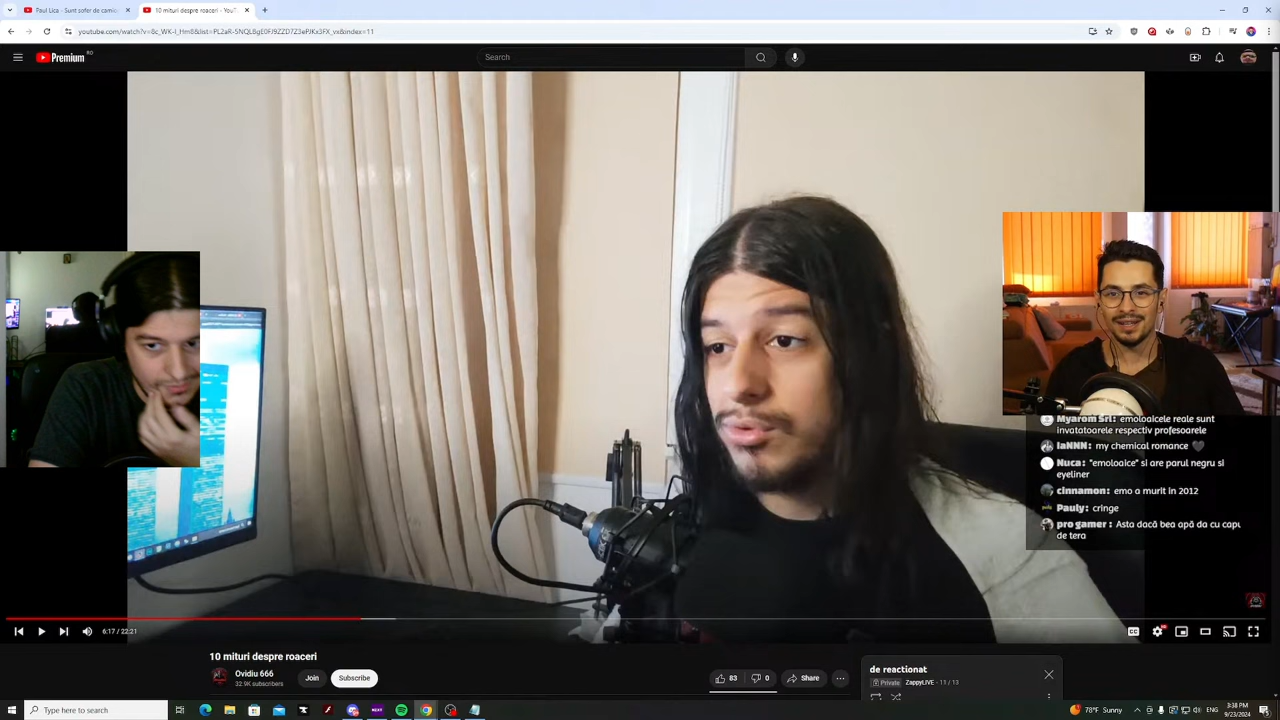 Paul Lica - Sunt sofer de camio
10 mituri despre roaceri - YouT
youtube.com/watch?v=8c_WK-I_Hm8&list=PL2aR-5NQLBgE0FJ9ZZD7Z3ePJKx3FX_vx&index=11
Premium RO
Search
Myarom Srl: emoloaicele reale sunt
invatatoarele respectiv profesoarele
IaNNN: my chemical romance 🖤
Nuca: "emoloaice" si are parul negru si
eyeliner
cinnamon: emo a murit in 2012
Pauly: cringe
pro gamer: Asta dacă bea apă da cu capu
de tera
6:17 / 22:21
10 mituri despre roaceri
Ovidiu 666
32.9K subscribers
Join
Subscribe
83
0
Share
de reactionat
Private ZappyLIVE - 11 / 13
Type here to search
78°F Sunny
ENG
3:38 PM
9/23/2024